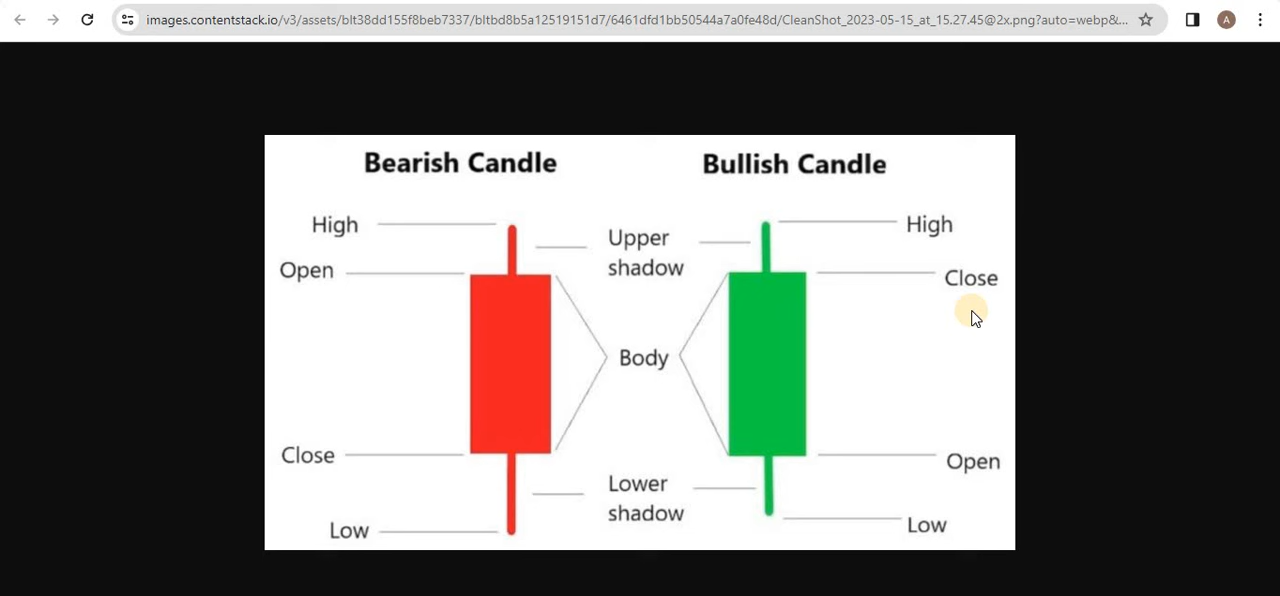 images.contentstack.io/v3/assets/blt38dd155f8beb7337/bltbd8b5a12519151d7/6461dfd1bb50544a7a0fe48d/CleanShot_2023-05-15_at_15.27.45@2x.png?auto=webp&...
A
Bearish Candle
Bullish Candle
High
Upper
shadow
High
Open
Close
Body
Close
Open
Lower
shadow
Low
Low